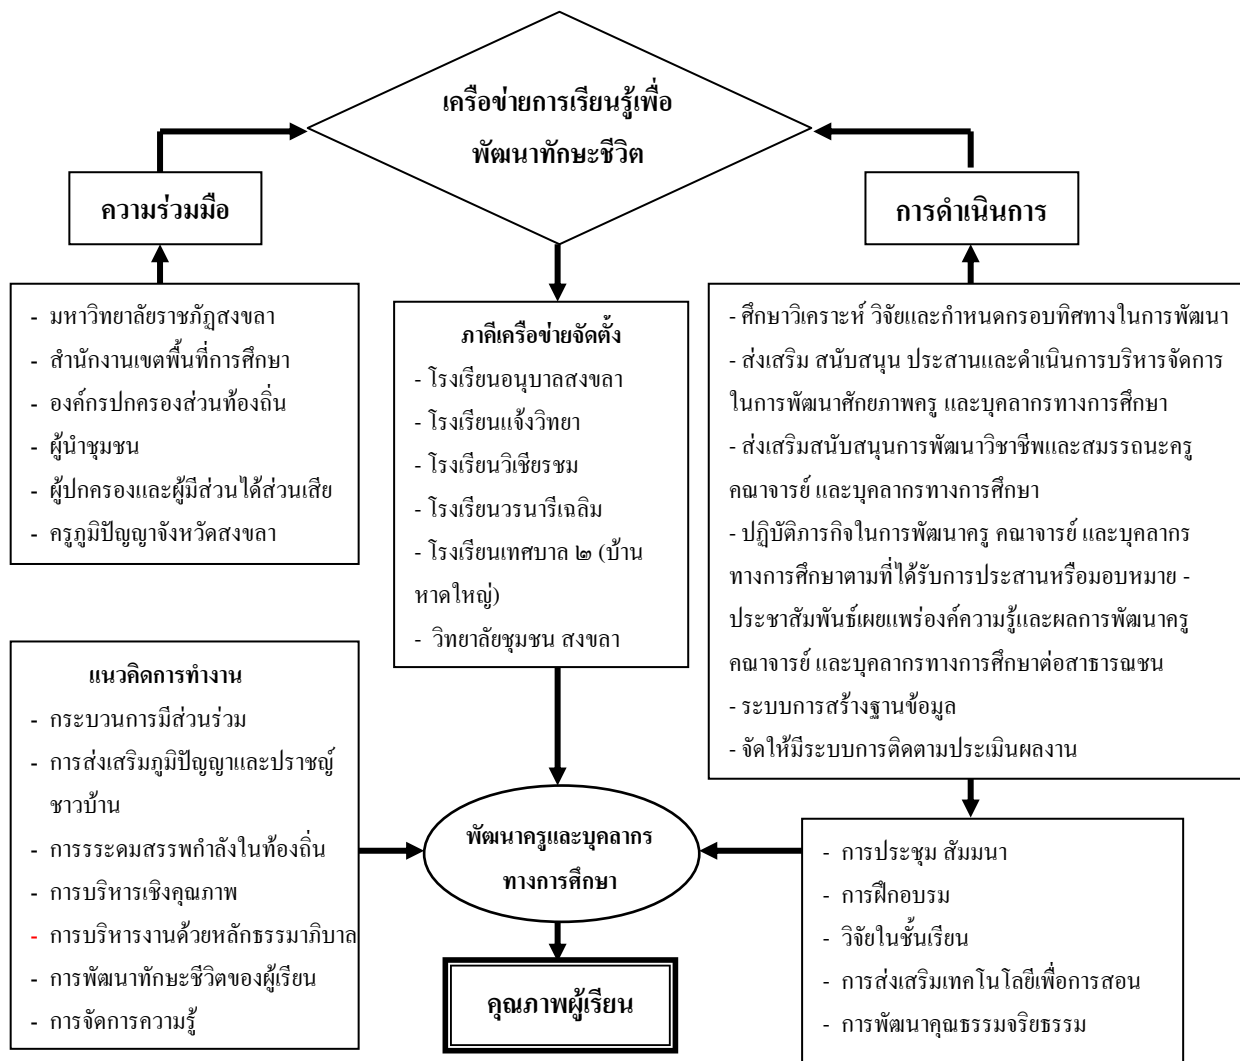 เครือข่ายการเรียนรู้เพื่อ
พัฒนาทักษะชีวิต
ความร่วมมือ
การดำเนินการ
- มหาวิทยาลัยราชภัฏสงขลา
- สำนักงานเขตพื้นที่การศึกษา
- องค์กรปกครองส่วนท้องถิ่น
- ผู้นำชุมชน
- ผู้ปกครองและผู้มีส่วนได้ส่วนเสีย
- ครูภูมิปัญญาจังหวัดสงขลา
ภาคีเครือข่ายจัดตั้ง
- โรงเรียนอนุบาลสงขลา
- โรงเรียนแจ้งวิทยา
- โรงเรียนวิเชียรชม
- โรงเรียนวรนารีเฉลิม
- โรงเรียนเทศบาล ๒ (บ้าน
หาดใหญ่)
- วิทยาลัยชุมชน สงขลา
- ศึกษาวิเคราะห์ วิจัยและกำหนดกรอบทิศทางในการพัฒนา
- ส่งเสริม สนับสนุน ประสานและดำเนินการบริหารจัดการ
ในการพัฒนาศักยภาพครู และบุคลากรทางการศึกษา
- ส่งเสริมสนับสนุนการพัฒนาวิชาชีพและสมรรถนะครู
คณาจารย์ และบุคลากรทางการศึกษา
- ปฏิบัติภารกิจในการพัฒนาครู คณาจารย์ และบุคลากร
ทางการศึกษาตามที่ได้รับการประสานหรือมอบหมาย -
ประชาสัมพันธ์เผยแพร่องค์ความรู้และผลการพัฒนาครู
คณาจารย์ และบุคลากรทางการศึกษาต่อสาธารณชน
- ระบบการสร้างฐานข้อมูล
- จัดให้มีระบบการติดตามประเมินผลงาน
แนวคิดการทำงาน
- กระบวนการมีส่วนร่วม
- การส่งเสริมภูมิปัญญาและปราชญ์
ชาวบ้าน
- การรระดมสรรพกำลังในท้องถิ่น
- การบริหารเชิงคุณภาพ
- การบริหารงานด้วยหลักธรรมาภิบาล
- การพัฒนาทักษะชีวิตของผู้เรียน
- การจัดการความรู้
พัฒนาครูและบุคลากร
ทางการศึกษา
- การประชุม สัมมนา
- การฝึกอบรม
- วิจัยในชั้นเรียน
- การส่งเสริมเทคโนโลยีเพื่อการสอน
- การพัฒนาคุณธรรมจริยธรรม
คุณภาพผู้เรียน